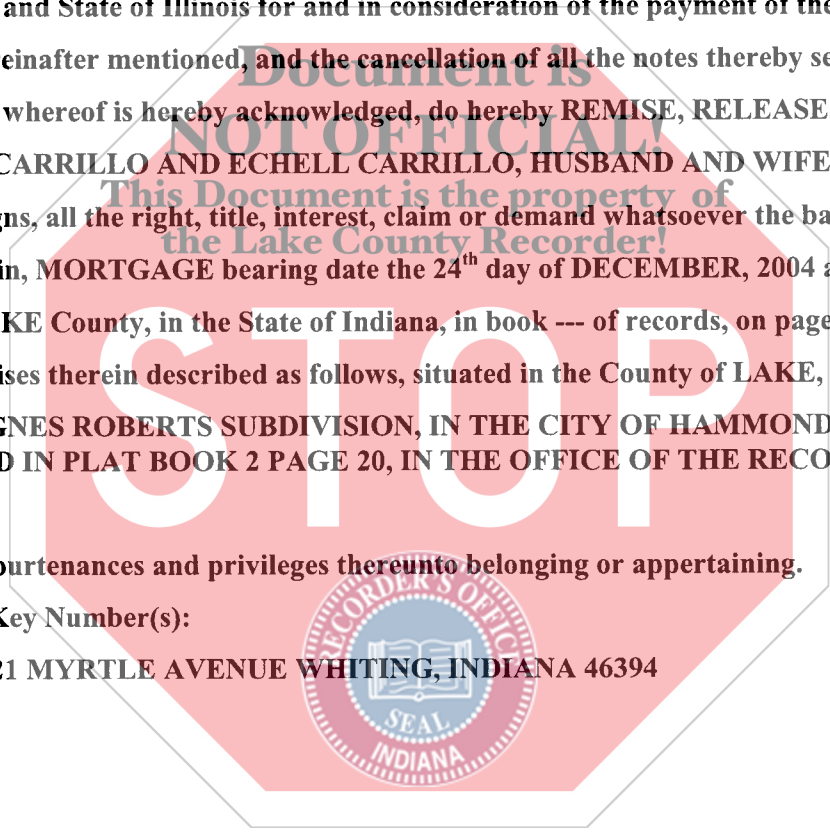 and State of Illinois for and in consideration of the payment of the
einafter mentioned, and the cancellation of all the notes thereby se
Document is
whereof is hereby acknowledged, do hereby REMISE, RELEASE
NOT OFFICIAL!
CARRILLO AND ECHELL CARRILLO, HUSBAND AND WIFE
This Document is the property of
gns, all the right, title, interest, claim or demand whatsoever the ba
the Lake County Recorder!
in, MORTGAGE bearing date the 24th day of DECEMBER, 2004 a
KE County, in the State of Indiana, in book --- of records, on page
ises therein described as follows, situated in the County of LAKE,
STOP
GNES ROBERTS SUBDIVISION, IN THE CITY OF HAMMOND
D IN PLAT BOOK 2 PAGE 20, IN THE OFFICE OF THE RECO
purtenances and privileges thereunto belonging or appertaining.
Key Number(s):
21 MYRTLE AVENUE WHITING, INDIANA 46394
RECORDER'S OFFICE
SEAL
INDIANA